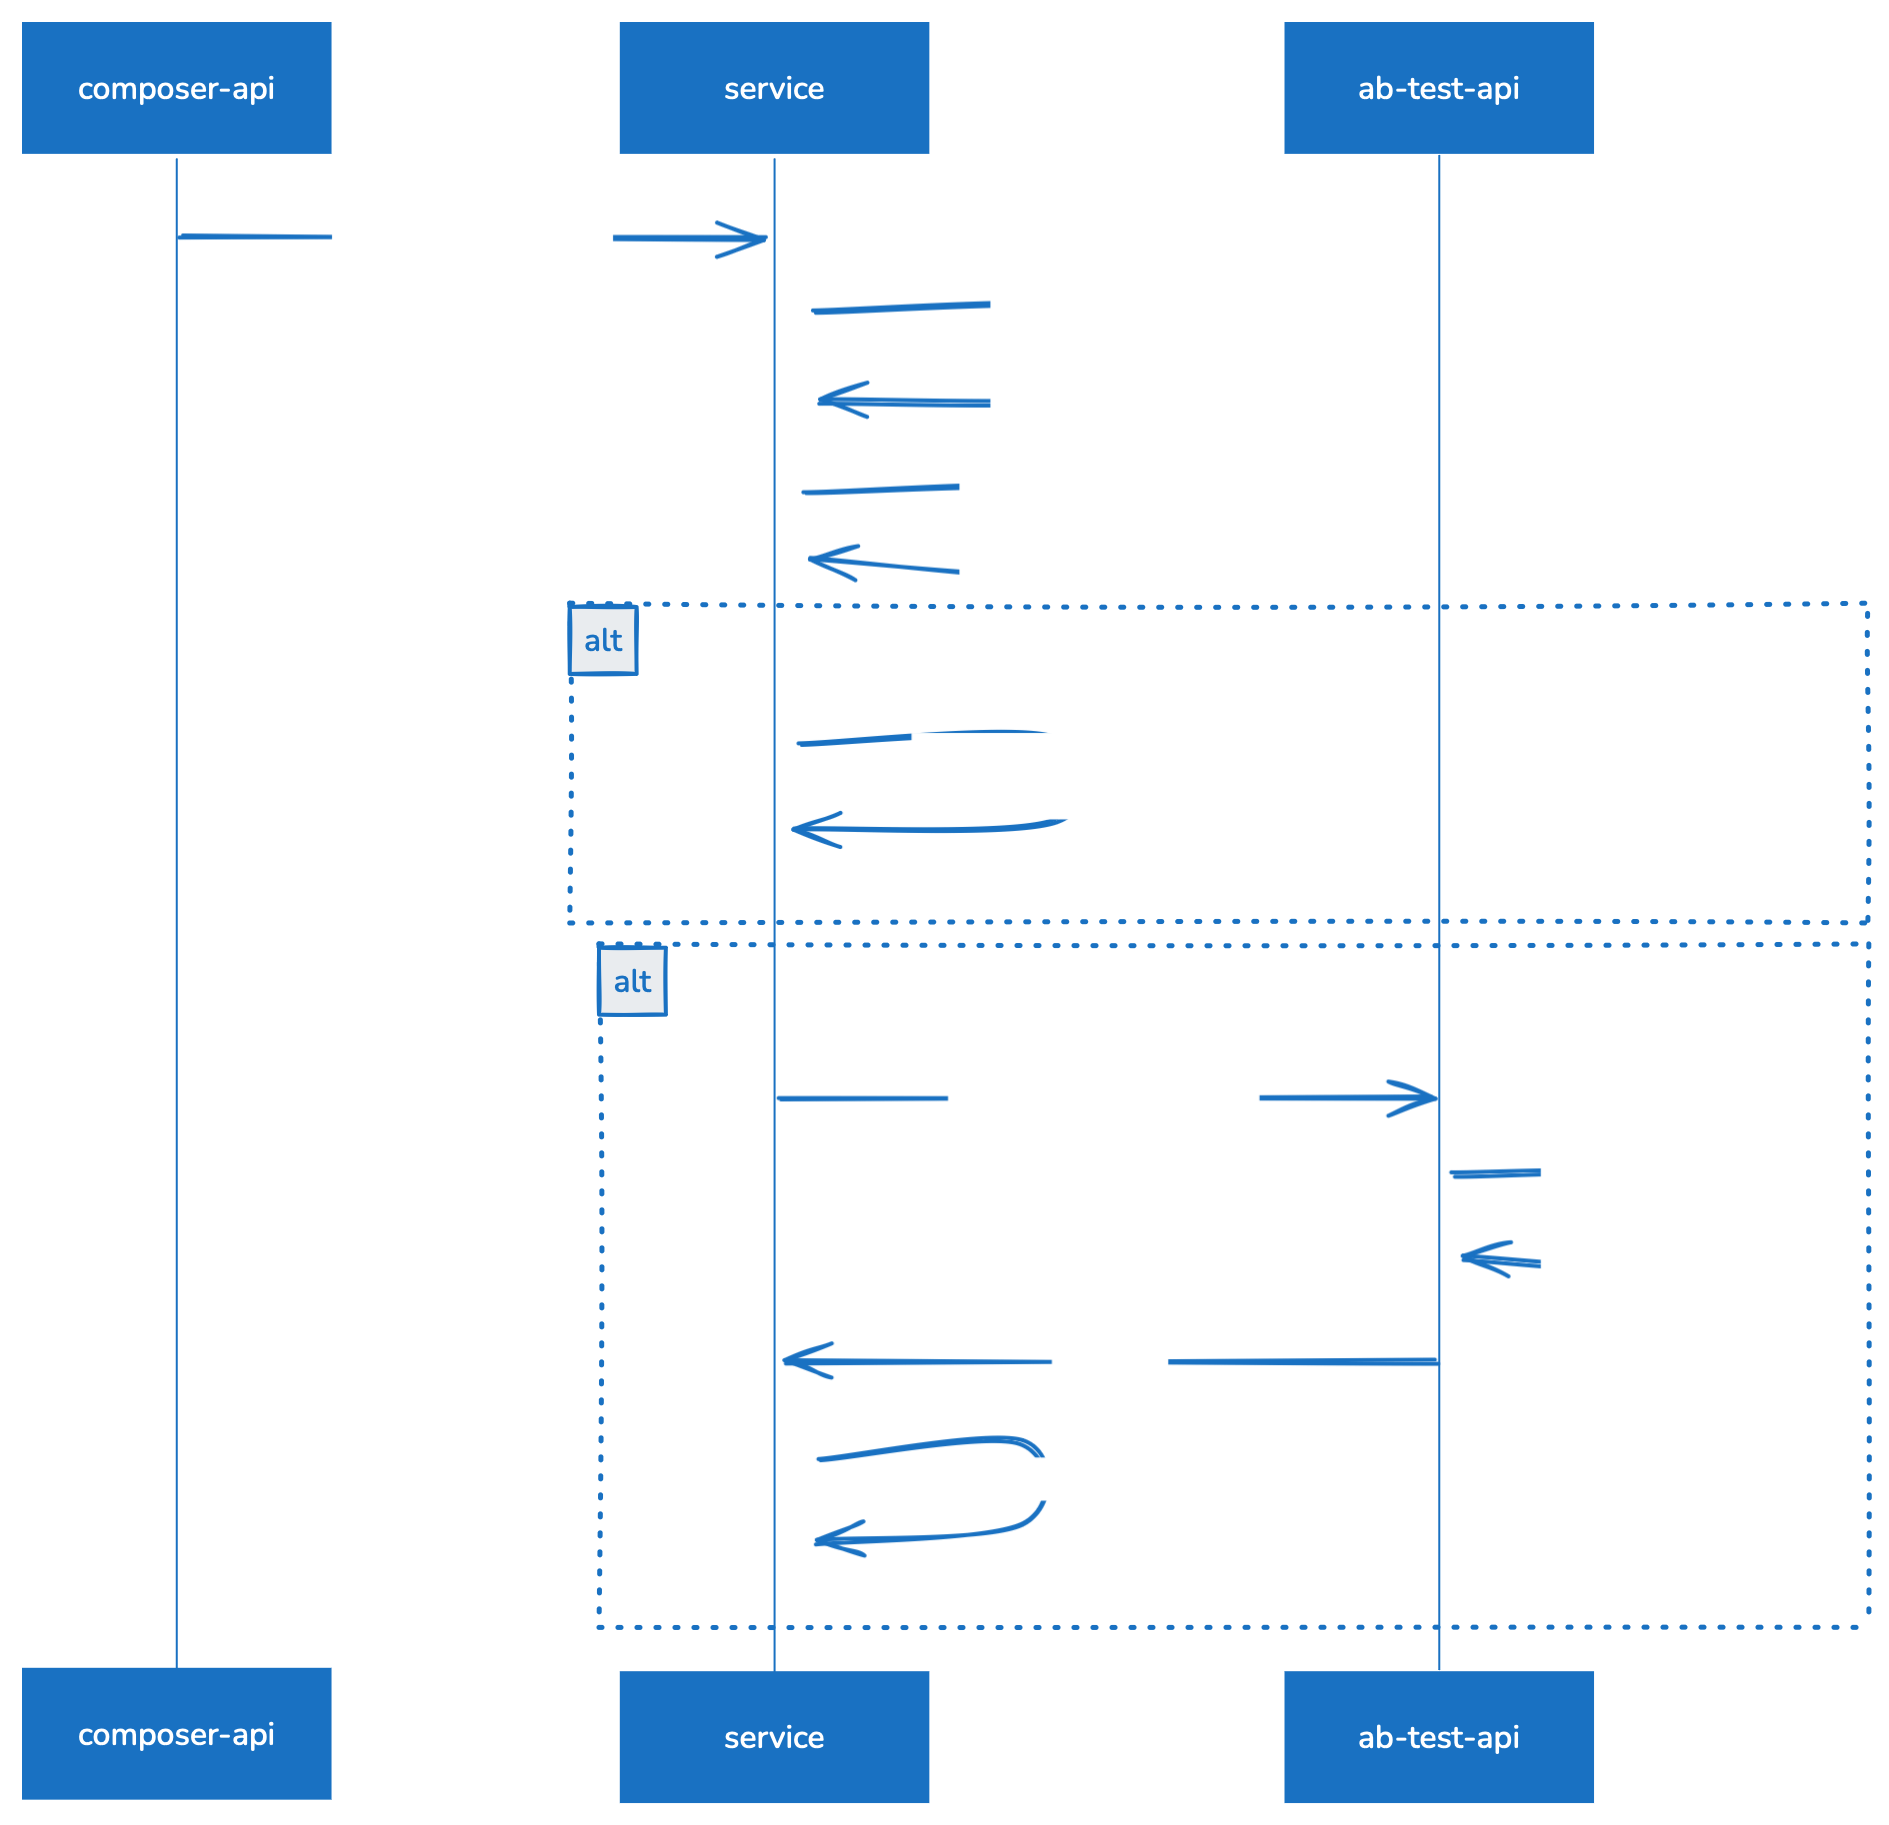 composer-api
service
ab-test-api
alt
alt
composer-api
service
ab-test-api